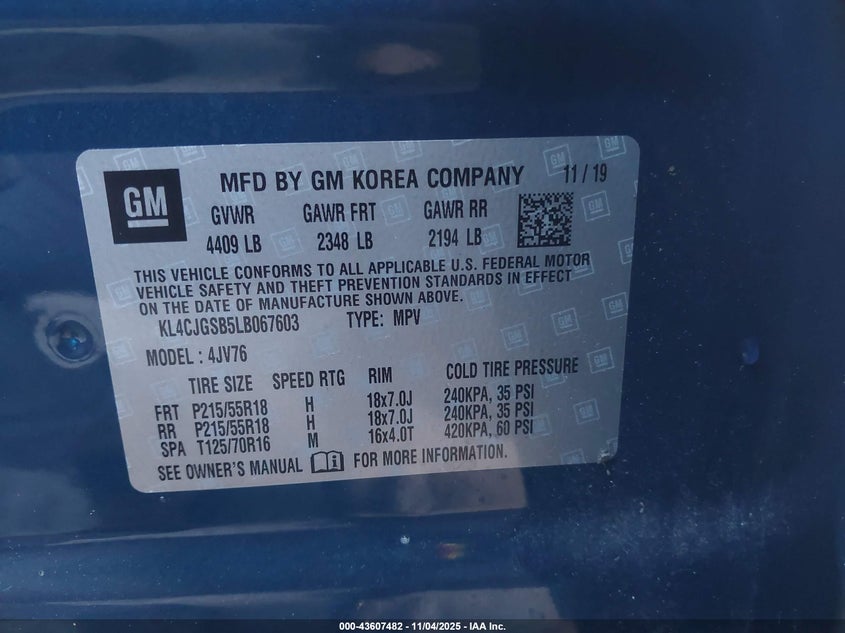 GM
MFD BY GM KOREA COMPANY 11 / 19
GVWR GAWR FRT GAWR RR
4409 LB 2348 LB 2194 LB
THIS VEHICLE CONFORMS TO ALL APPLICABLE U.S. FEDERAL MOTOR
VEHICLE SAFETY AND THEFT PREVENTION STANDARDS IN EFFECT
ON THE DATE OF MANUFACTURE SHOWN ABOVE.
KL4CJGSB5LB067603 TYPE: MPV
MODEL : 4JV76
TIRE SIZE SPEED RTG RIM COLD TIRE PRESSURE
FRT P215/55R18 H 18x7.0J 240KPA, 35 PSI
RR P215/55R18 H 18x7.0J 240KPA, 35 PSI
SPA T125/70R16 M 16x4.0T 420KPA, 60 PSI
SEE OWNER'S MANUAL FOR MORE INFORMATION.
000-43607482 - 11/04/2025 - IAA Inc.